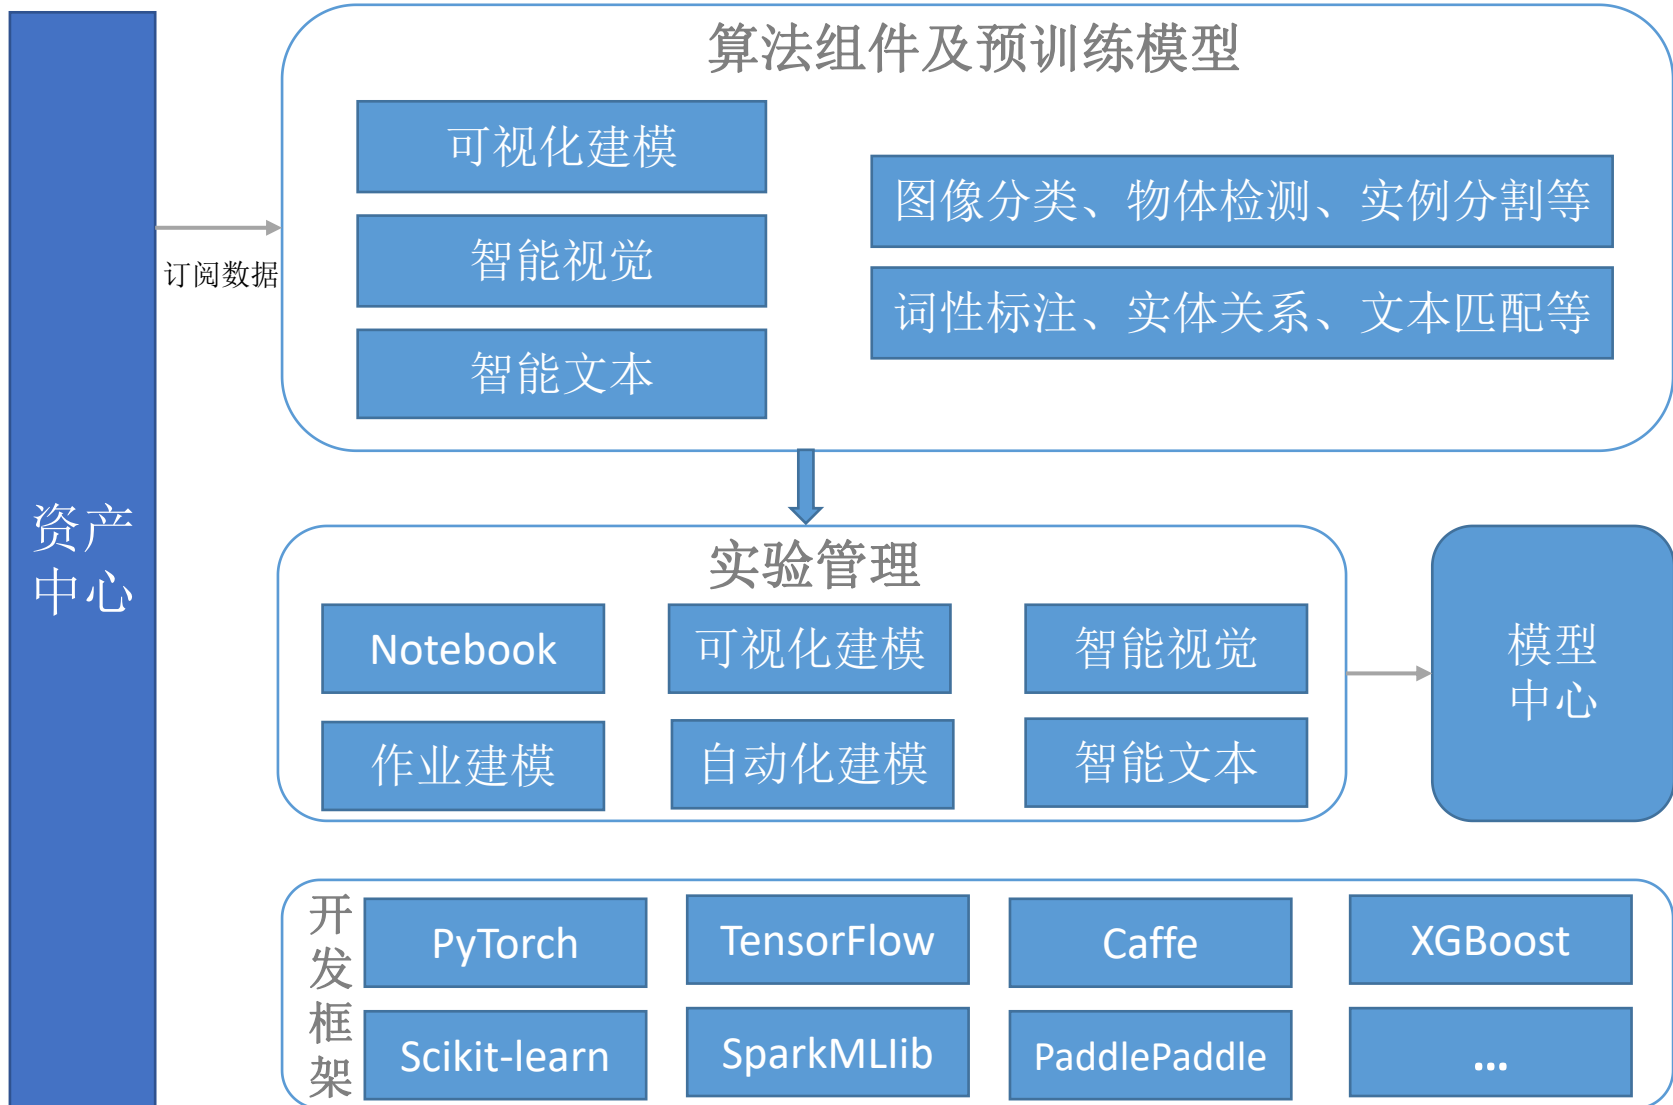 资产
中心
订阅数据
算法组件及预训练模型
可视化建模
智能视觉
智能文本
图像分类、物体检测、实例分割等
词性标注、实体关系、文本匹配等
实验管理
Notebook
可视化建模
智能视觉
作业建模
自动化建模
智能文本
模型
中心
开
发
框
架
PyTorch
TensorFlow
Caffe
XGBoost
Scikit-learn
SparkMLlib
PaddlePaddle
...